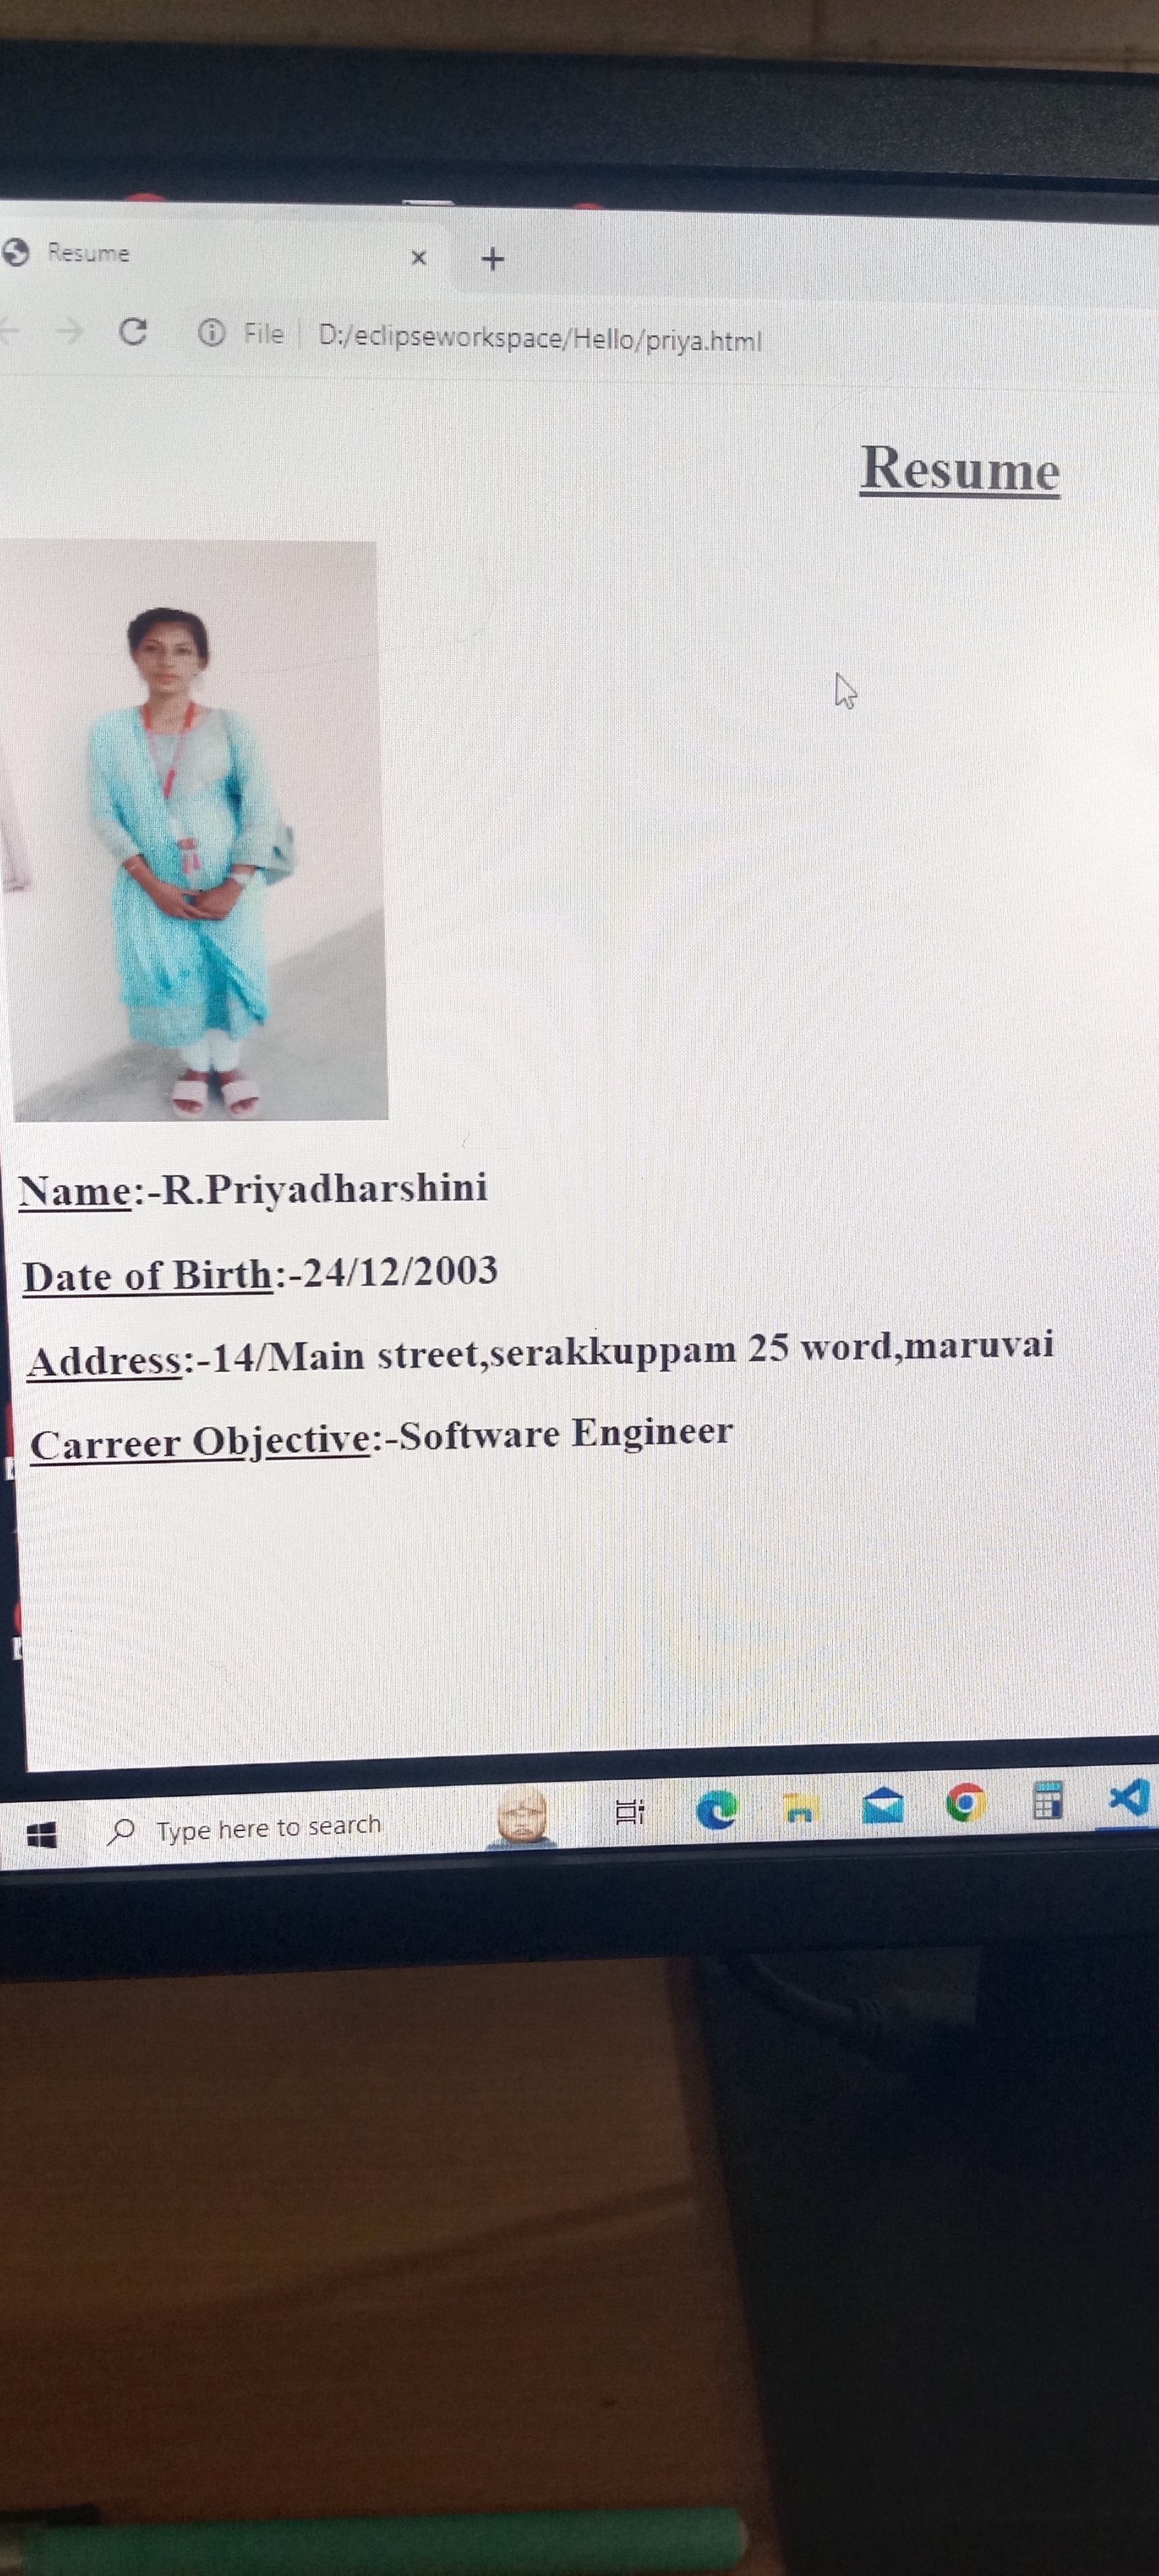 Resume
File D:/eclipseworkspace/Hello/priya.html
Resume
Name:-R.Priyadharshini
Date of Birth:-24/12/2003
Address:-14/Main street,serakkuppam 25 word,maruvai
Carreer Objective:-Software Engineer
Type here to search